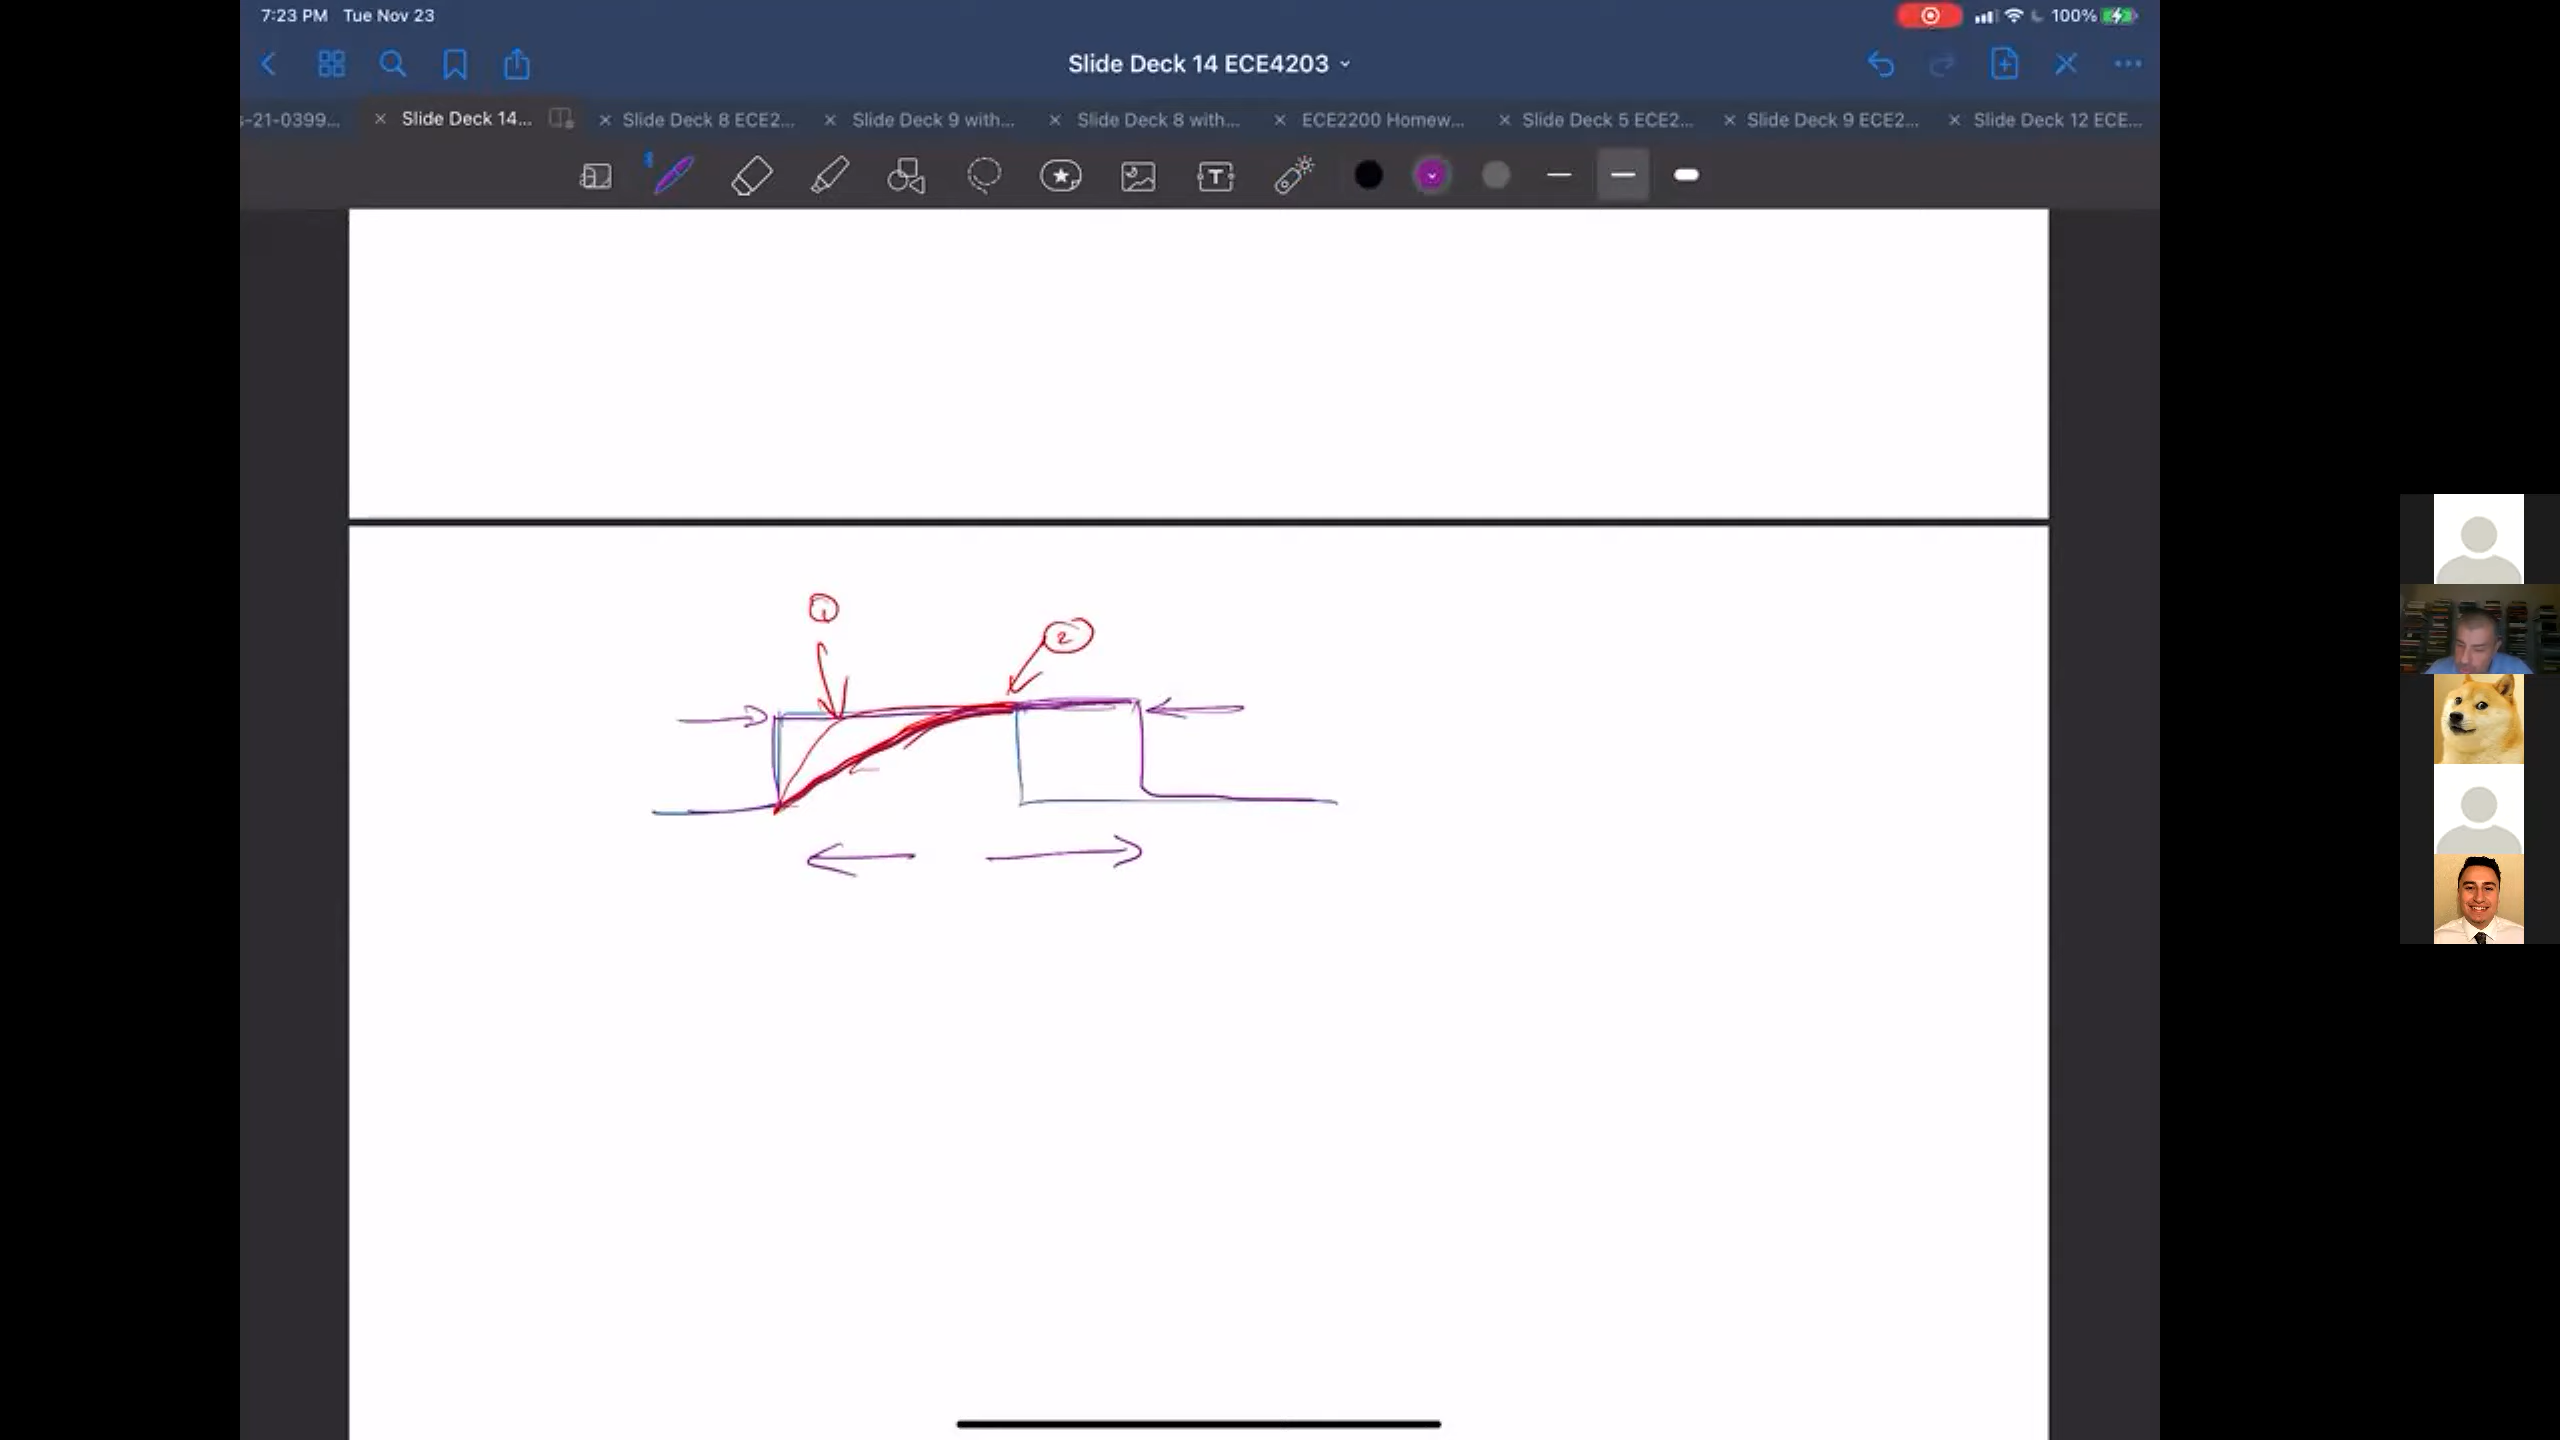 7:23 PM Tue Nov 23
100%
Slide Deck 14 ECE4203
s-21-0399...
Slide Deck 14...
Slide Deck 8 ECE2...
Slide Deck 9 with...
Slide Deck 8 with...
ECE2200 Homew...
Slide Deck 5 ECE2...
Slide Deck 9 ECE2...
Slide Deck 12 ECE...
T
1
2